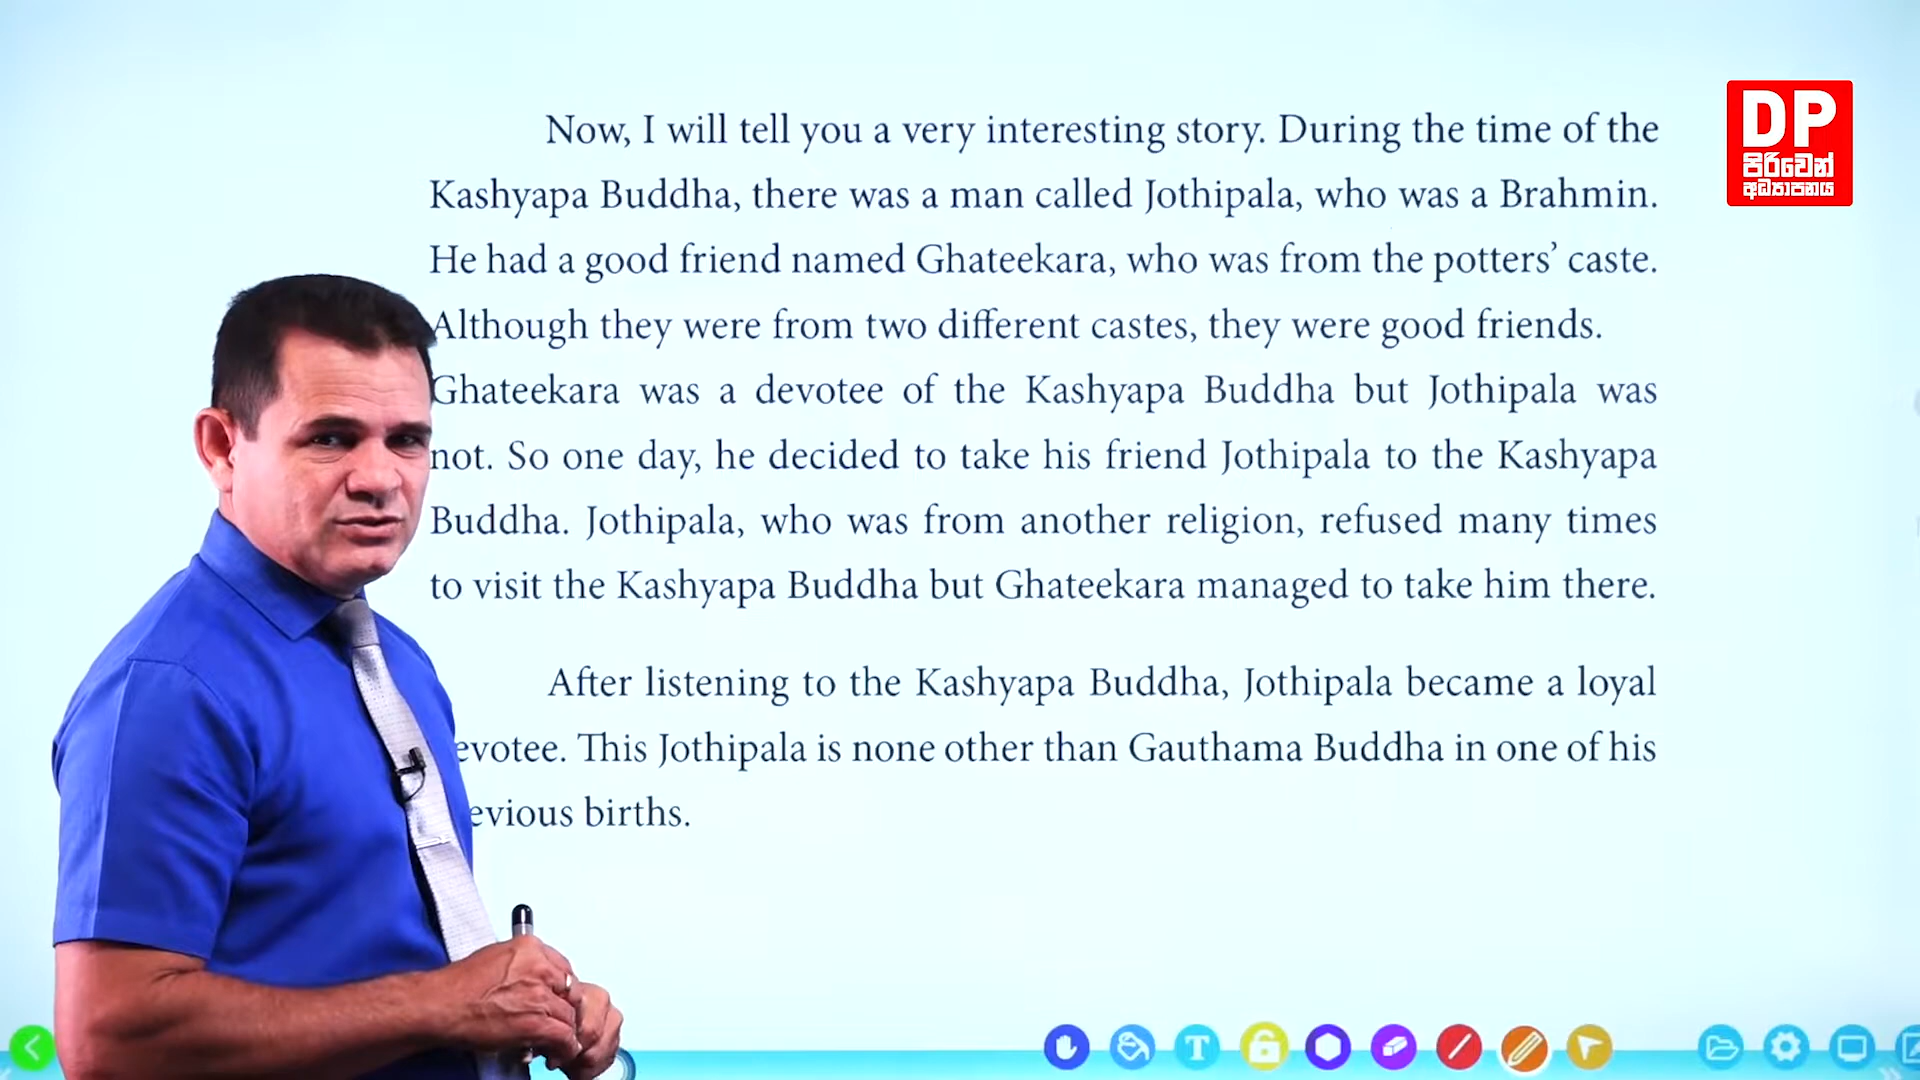 Now, I will tell you a very interesting story. During the time of the
Kashyapa Buddha, there was a man called Jothipala, who was a Brahmin.
He had a good friend named Ghateekara, who was from the potters’ caste.
Although they were from two different castes, they were good friends.
Ghateekara was a devotee of the Kashyapa Buddha but Jothipala was
not. So one day, he decided to take his friend Jothipala to the Kashyapa
Buddha. Jothipala, who was from another religion, refused many times
to visit the Kashyapa Buddha but Ghateekara managed to take him there.
After listening to the Kashyapa Buddha, Jothipala became a loyal
evotee. This Jothipala is none other than Gauthama Buddha in one of his
evious births.
DP
පිරිවෙන්
අධ්‍යාපනය
T